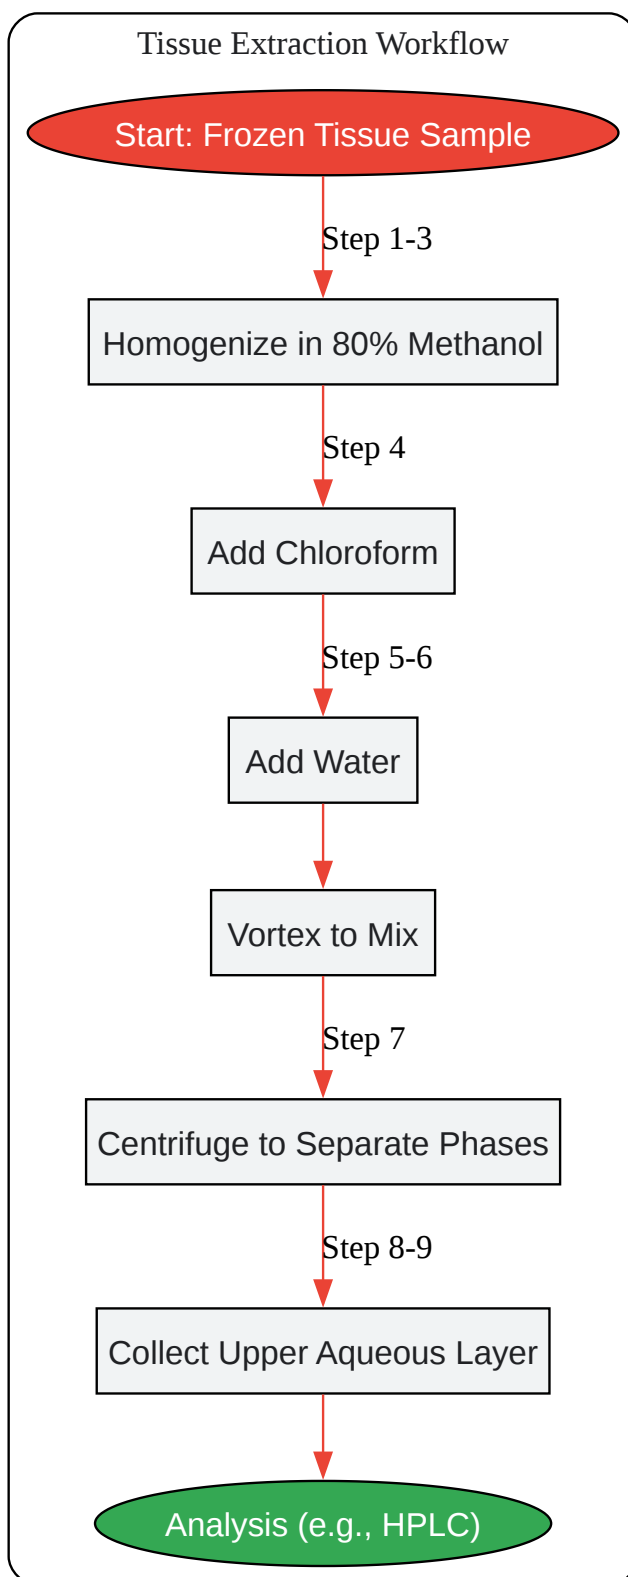 Tissue Extraction Workflow
Start: Frozen Tissue Sample
Step 1-3
Homogenize in 80% Methanol
Step 4
Add Chloroform
Step 5-6
Add Water
Vortex to Mix
Step 7
Centrifuge to Separate Phases
Step 8-9
Collect Upper Aqueous Layer
Analysis (e.g., HPLC)